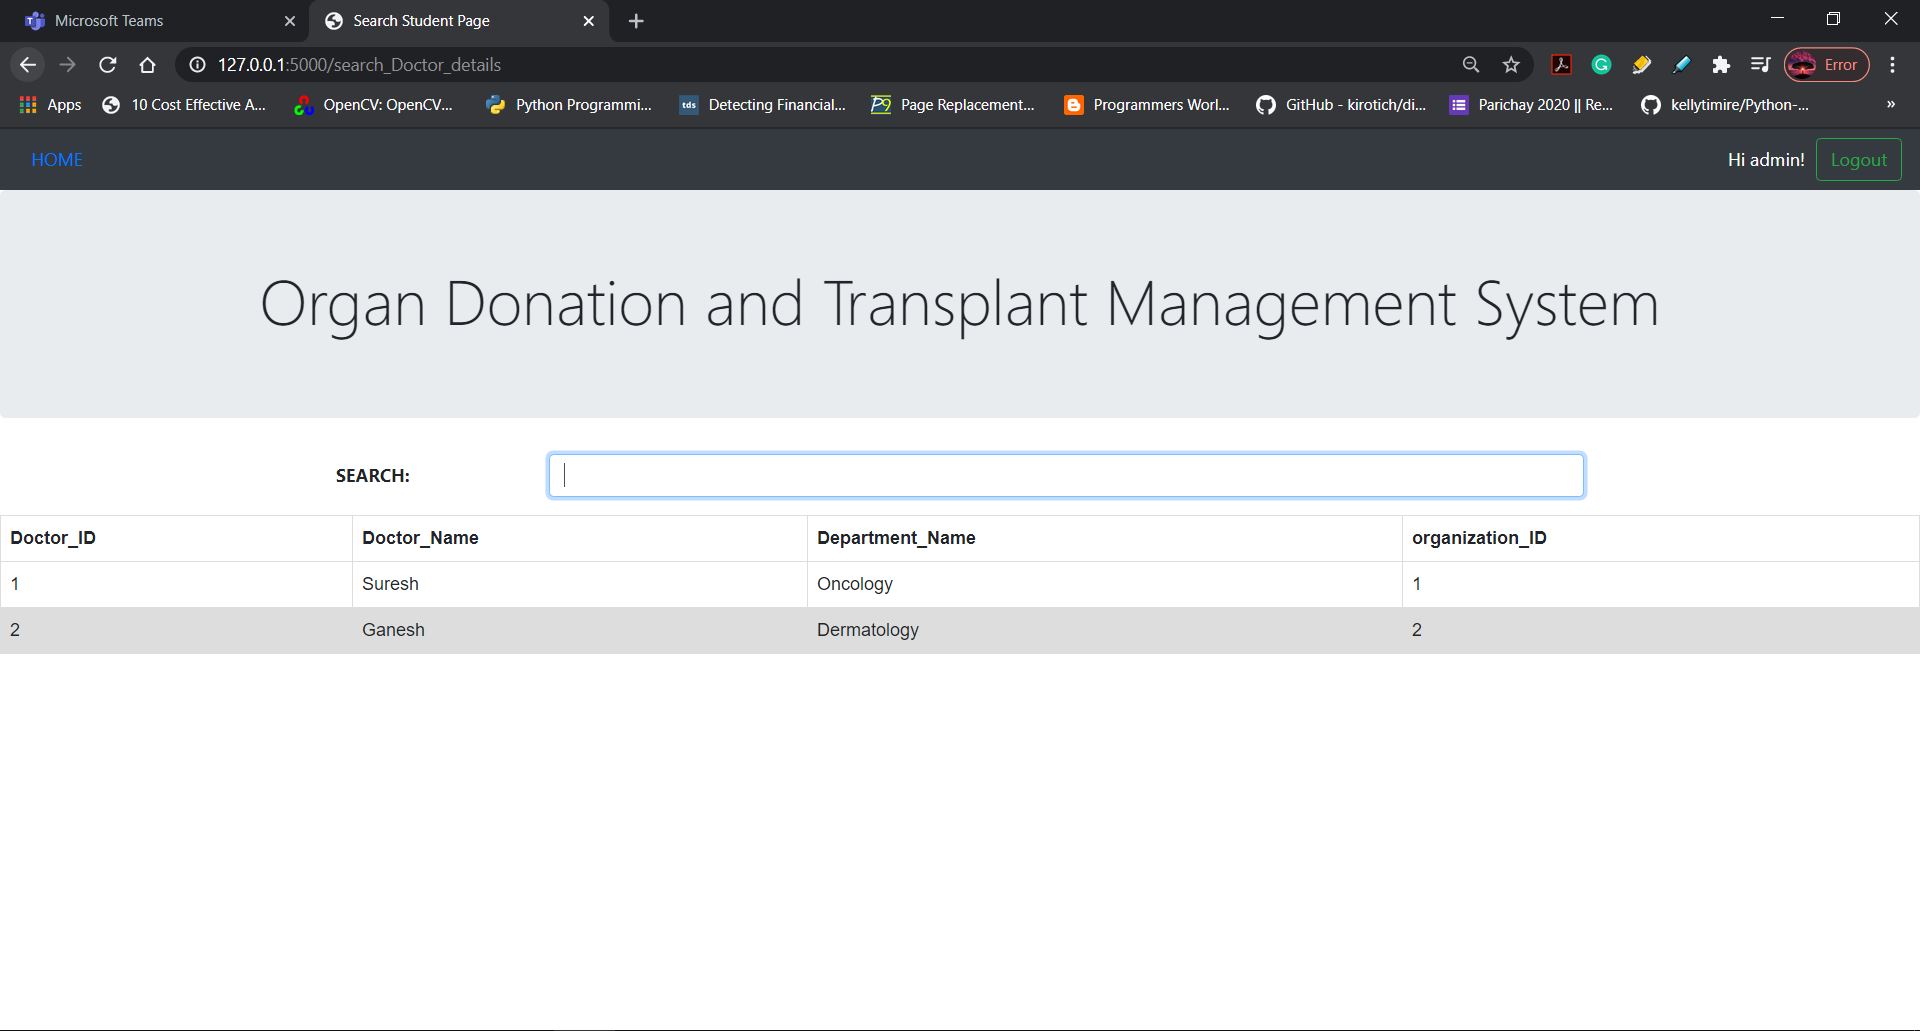 Microsoft Teams
Search Student Page
127.0.0.1:5000/search_Doctor_details
Error
Apps
10 Cost Effective A...
OpenCV: OpenCV...
Python Programmi...
tds
Detecting Financial...
P9
Page Replacement...
Programmers Worl...
GitHub - kirotich/di...
Parichay 2020 || Re...
kellytimire/Python-...
»
HOME
Hi admin!
Logout
Organ Donation and Transplant Management System
SEARCH:
Doctor_ID Doctor_Name Department_Name organization_ID
1 Suresh Oncology 1
2 Ganesh Dermatology 2